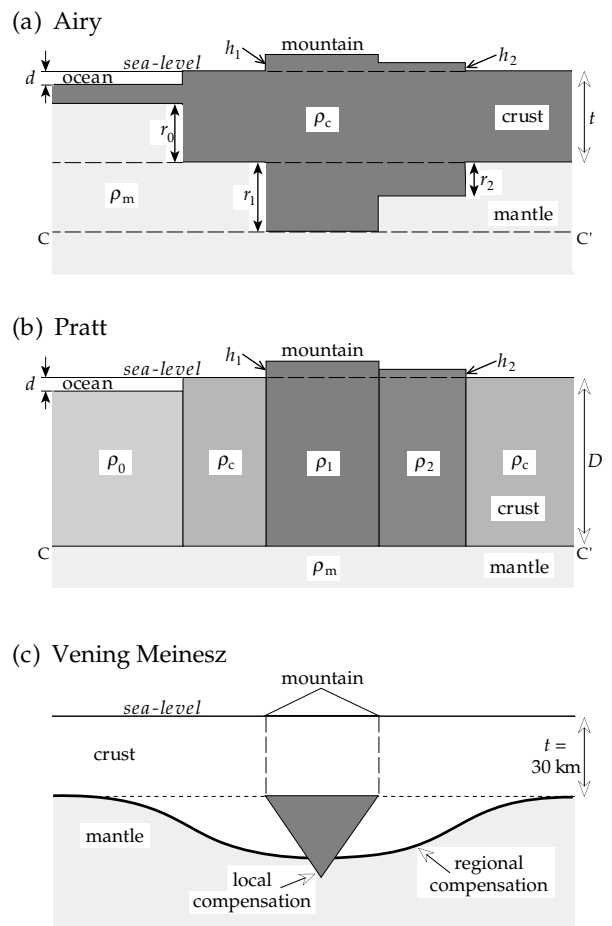 (a) Airy
sea-level
h₁
mountain
h₂
d
ocean
r₀
ρc
crust
t
ρm
r₁
r₂
mantle
C
C'
(b) Pratt
sea-level
h₁
mountain
h₂
d
ocean
ρ₀
ρc
ρ₁
ρ₂
ρc
D
crust
C
C'
ρm
mantle
(c) Vening Meinesz
mountain
sea-level
crust
t =
30 km
mantle
local
compensation
regional
compensation